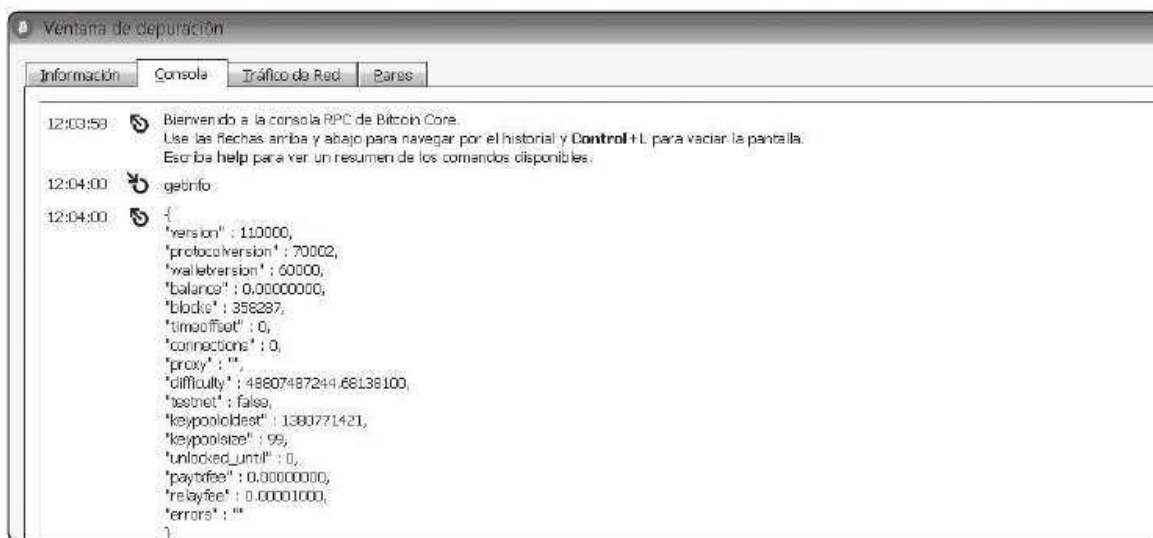 Ventana de depuración
Información Consola Tráfico de Red Pares
12:03:58 Bienvenido a la consola RPC de Bitcoin Core.
Use las flechas arriba y abajo para navegar por el historial y Control+L para vaciar la pantalla.
Escriba help para ver un resumen de los comandos disponibles.
12:04:00 getinfo
12:04:00 {
"version" : 110000,
"protocolversion" : 70002,
"walletversion" : 60000,
"balance" : 0.00000000,
"blocks" : 358287,
"timeoffset" : 0,
"connections" : 0,
"proxy" : "",
"difficulty" : 48807487244.68138100,
"testnet" : false,
"keypoololdest" : 1380771421,
"keypoolsize" : 99,
"unlocked_until" : 0,
"paytxfee" : 0.00000000,
"relayfee" : 0.00001000,
"errors" : ""
}